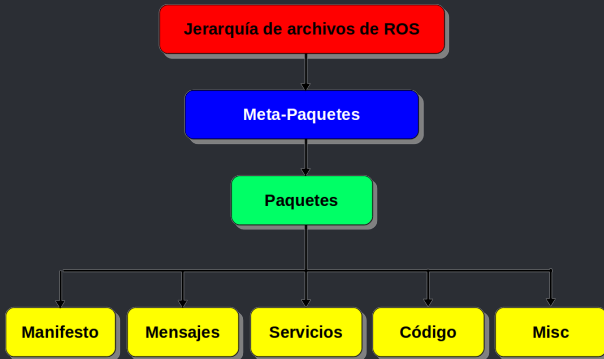 Jerarquía de archivos de ROS
Meta-Paquetes
Paquetes
Manifesto
Mensajes
Servicios
Código
Misc